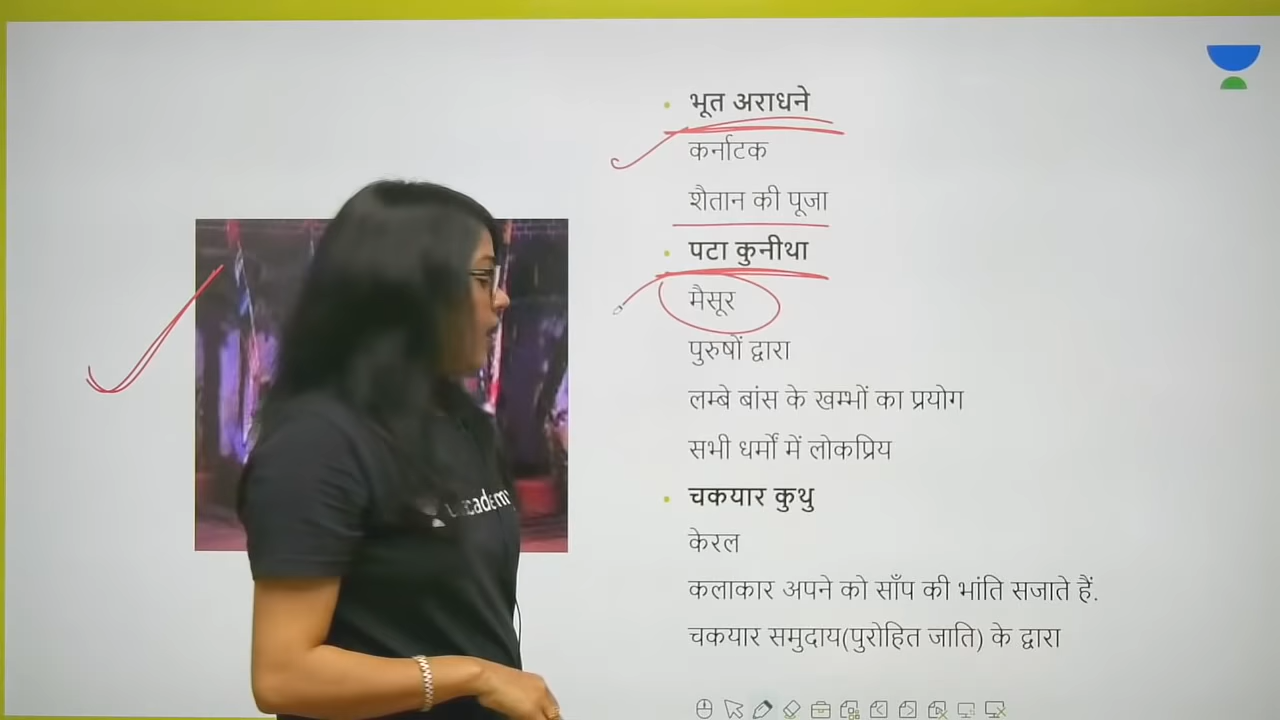 भूत अराधने
कर्नाटक
शैतान की पूजा
पटा कुनीथा
मैसूर
पुरुषों द्वारा
लम्बे बांस के खम्भों का प्रयोग
सभी धर्मों में लोकप्रिय
चकयार कुथु
केरल
कलाकार अपने को साँप की भांति सजाते हैं.
चकयार समुदाय(पुरोहित जाति) के द्वारा